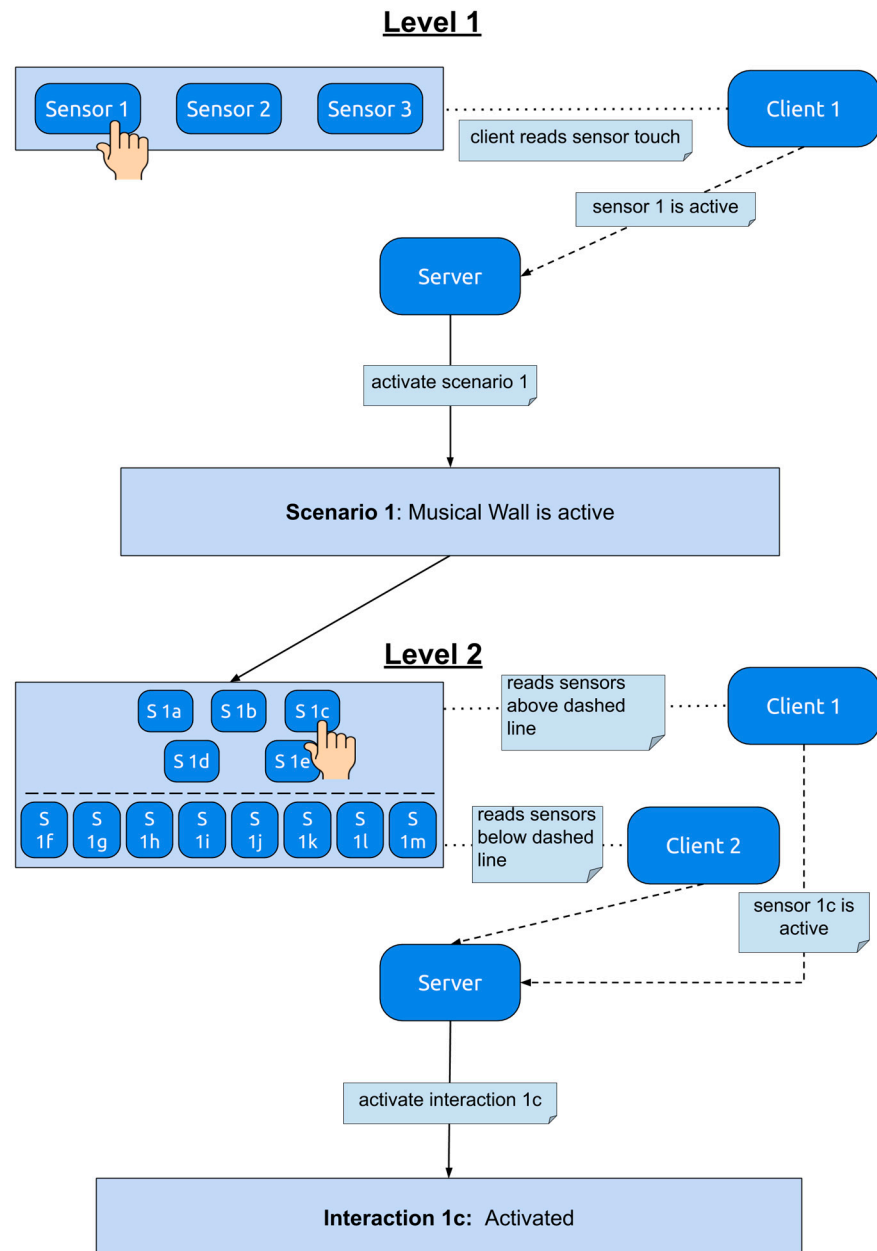 Level 1
Sensor 1
Sensor 2
Sensor 3
Client 1
client reads sensor touch
sensor 1 is active
Server
activate scenario 1
Scenario 1: Musical Wall is active
Level 2
S 1a
S 1b
S 1c
S 1d
S 1e
reads sensors
above dashed
line
Client 1
S
1f
S
1g
S
1h
S
1i
S
1j
S
1k
S
1l
S
1m
reads sensors
below dashed
line
Client 2
sensor 1c is
active
Server
activate interaction 1c
Interaction 1c: Activated